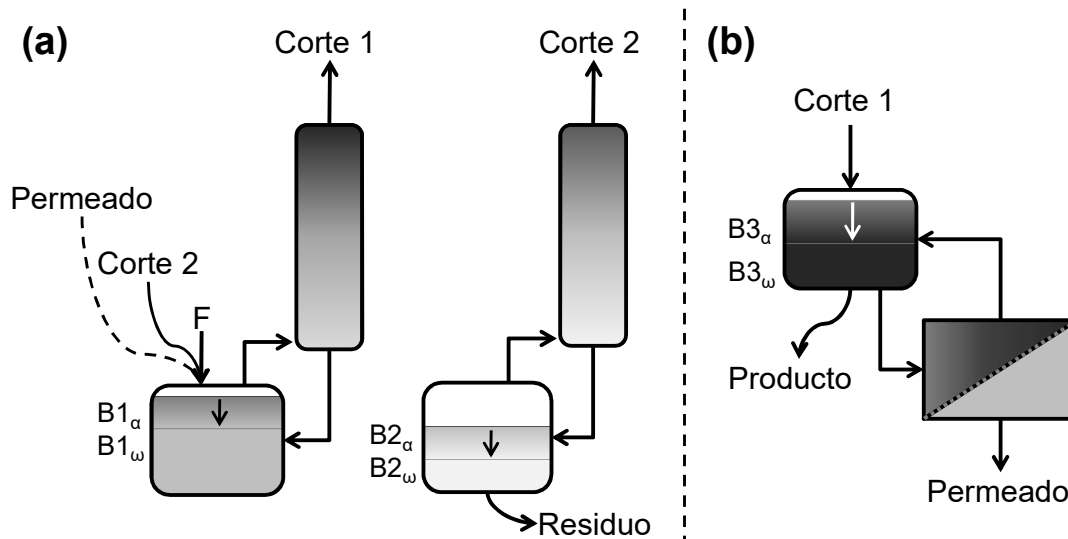 (a)
Corte 1
Corte 2
Permeado
Corte 2
F
B1α
B1ω
B2α
B2ω
Residuo
(b)
Corte 1
B3α
B3ω
Producto
Permeado